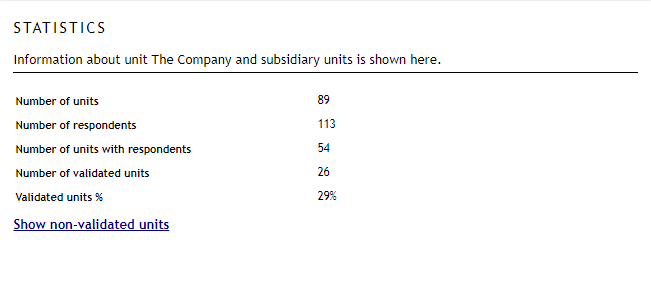 STATISTICS
Information about unit The Company and subsidiary units is shown here.
Number of units 89
Number of respondents 113
Number of units with respondents 54
Number of validated units 26
Validated units % 29%
Show non-validated units